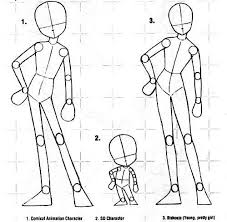 1.
3.
2.
1. Comical Animation Character 2. SD Character 3. Bishoujo (Young, pretty girl)